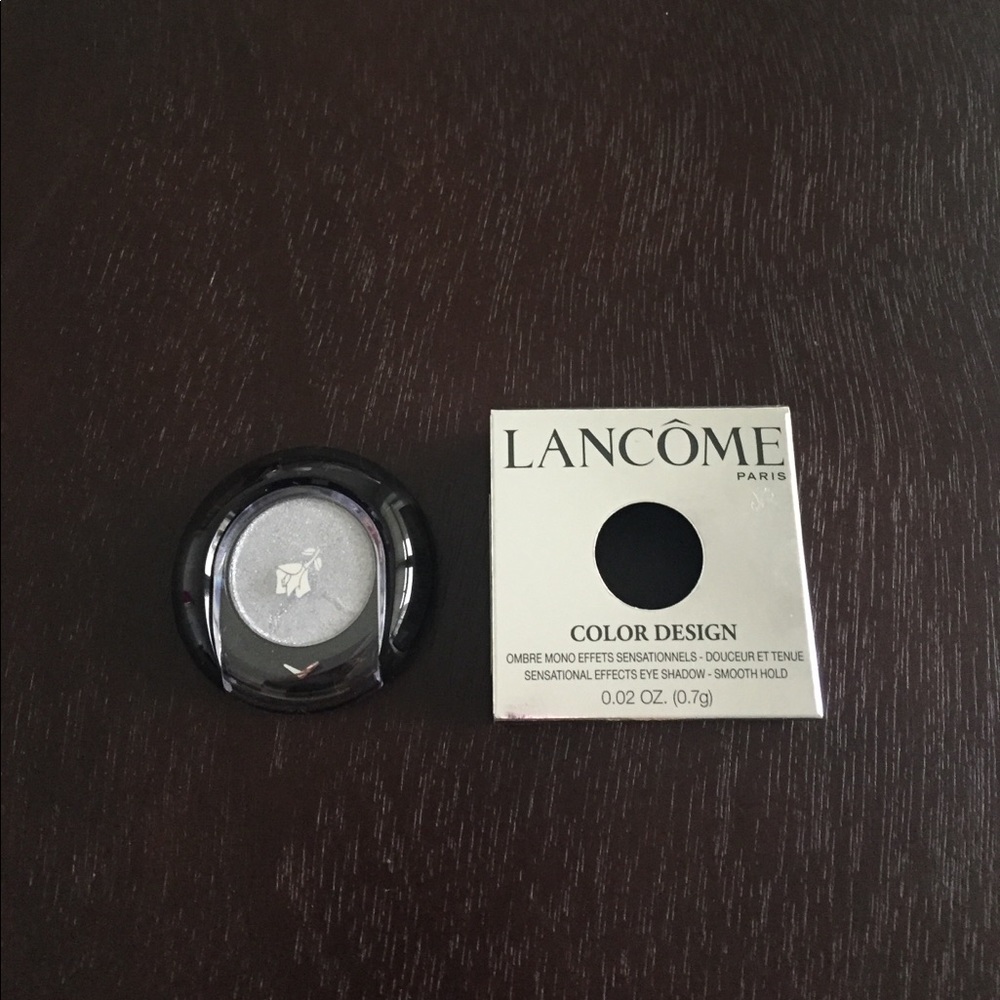 LANCÔME
PARIS
COLOR DESIGN
OMBRE MONO EFFETS SENSATIONNELS - DOUCEUR ET TENUE
SENSATIONAL EFFECTS EYE SHADOW - SMOOTH HOLD
0.02 OZ. (0.7g)